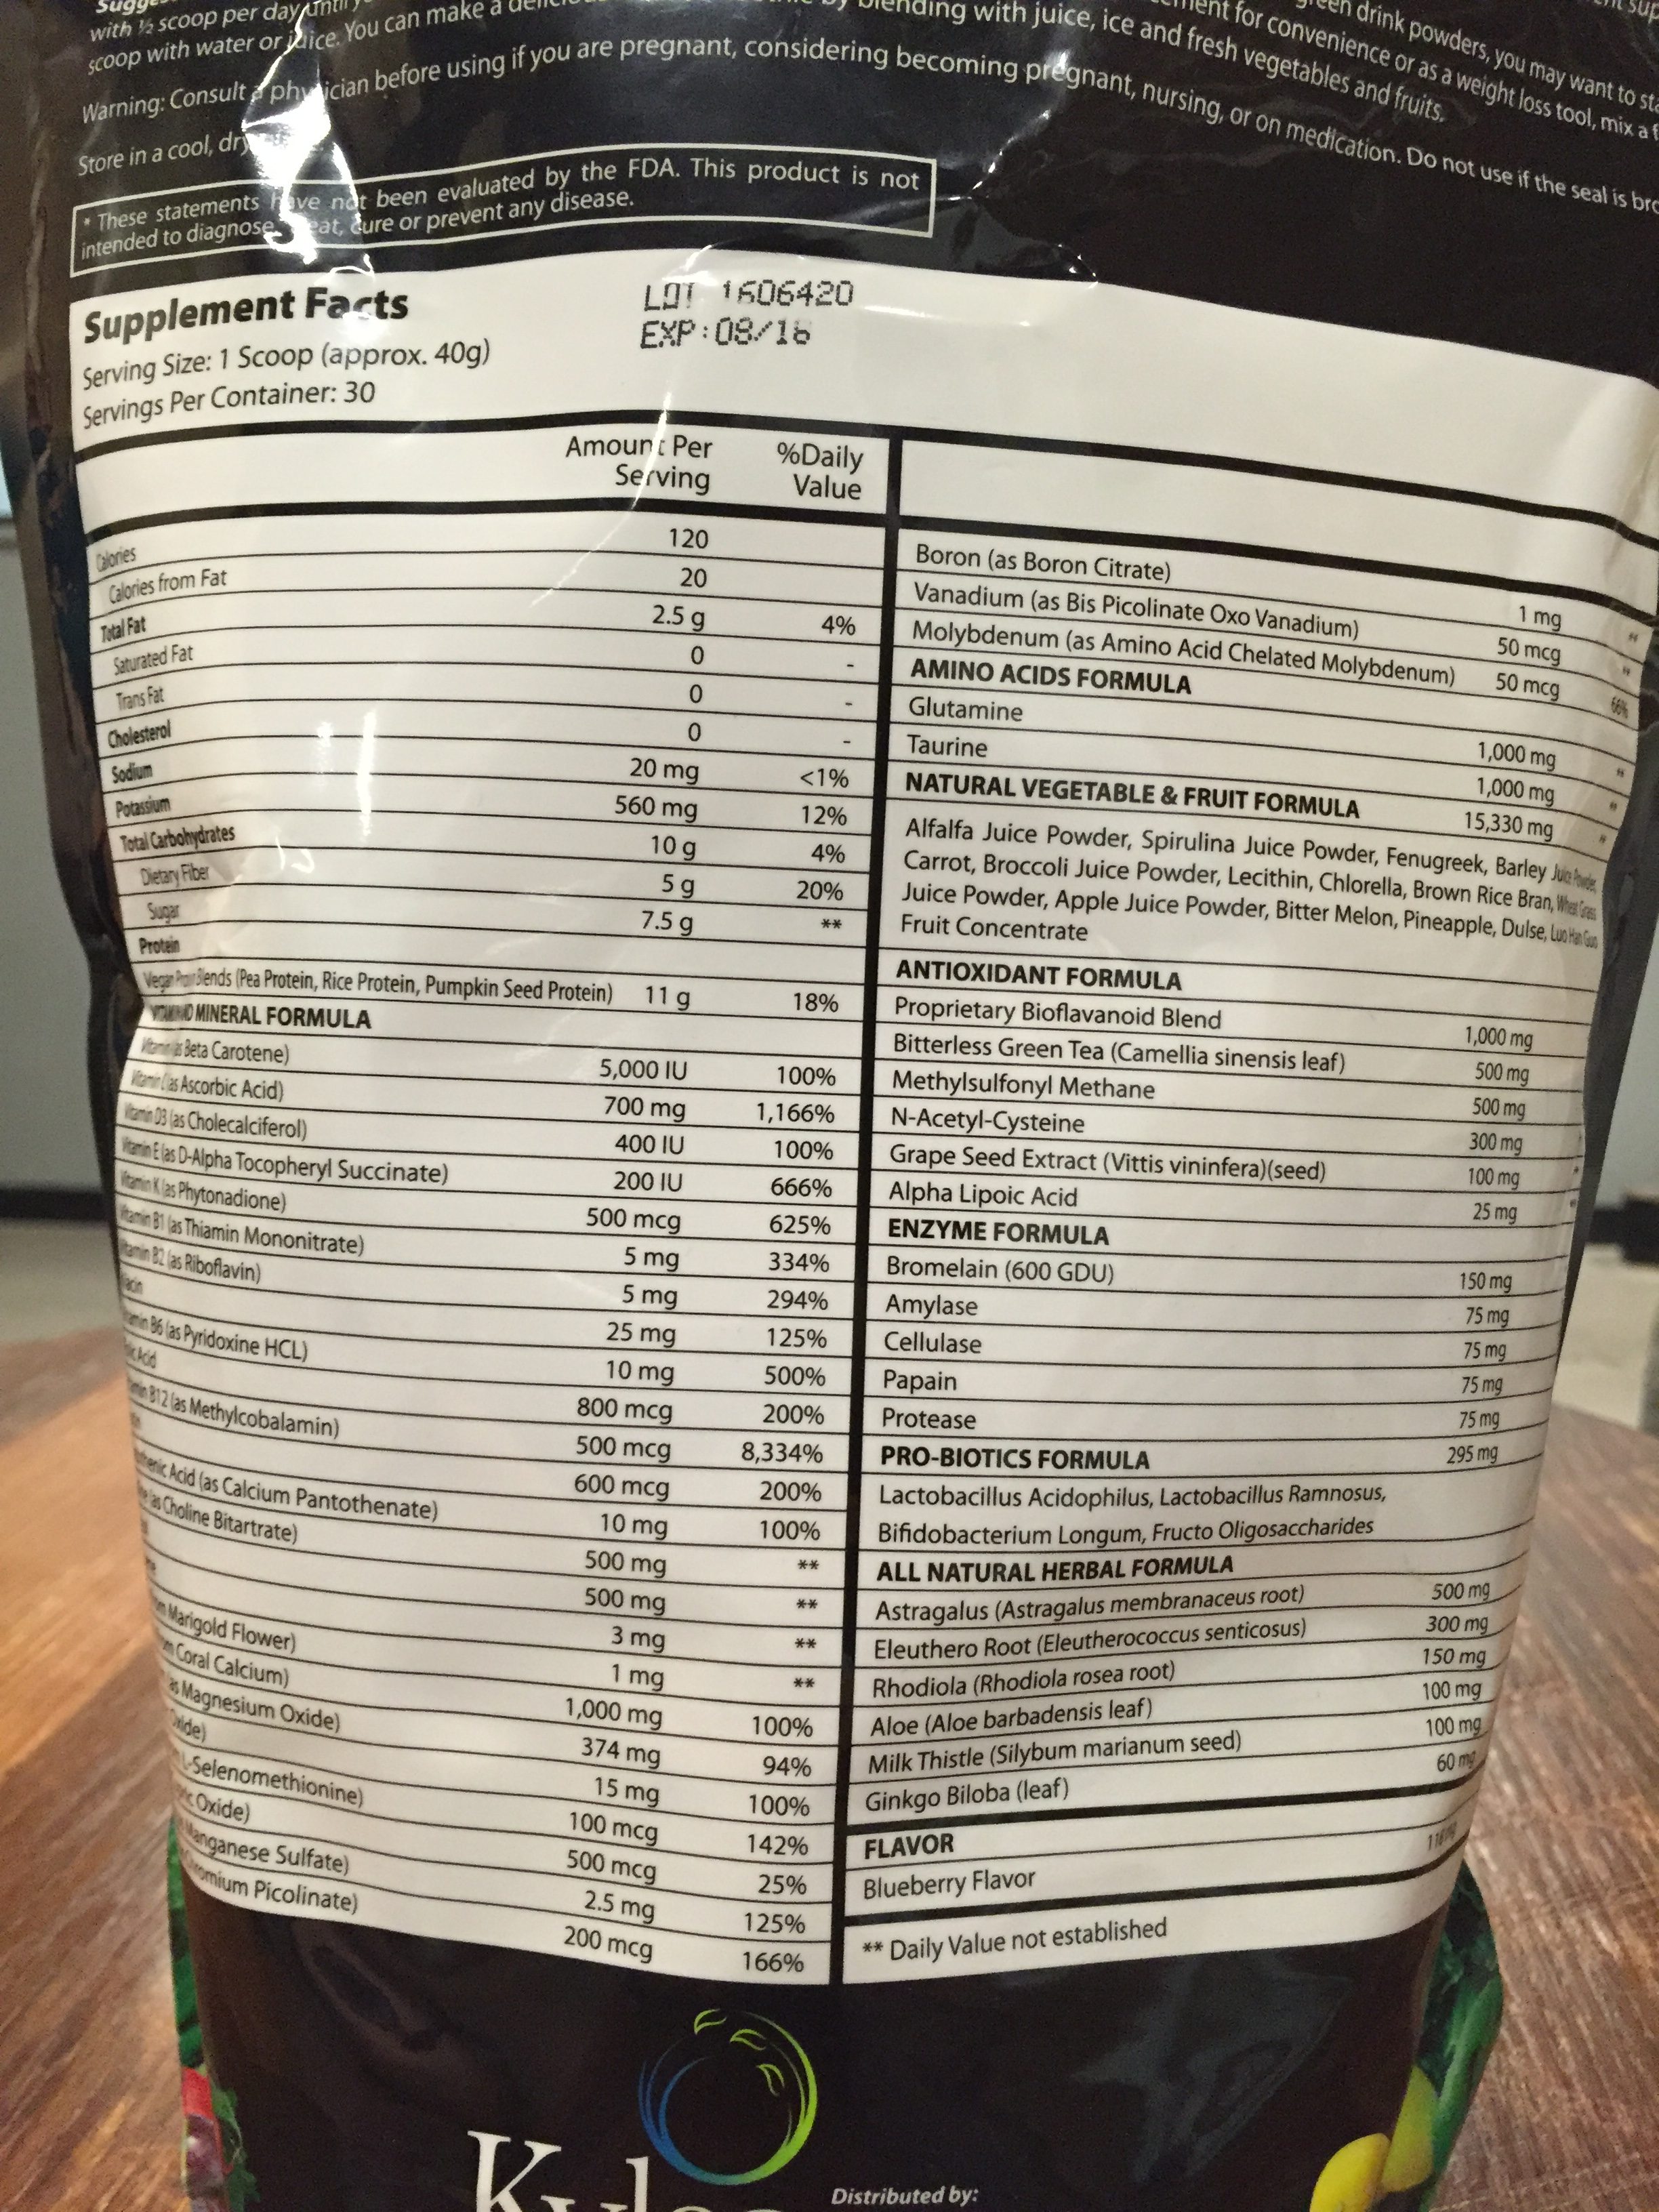 with ½ scoop per day until
green drink powders, you may want to
scoop with water or juice. You can make a
by blending with juice, ice and fresh vegetables and fruits.
for convenience or as a weight loss tool, mix a
Warning: Consult a physician before using if you are pregnant, considering becoming pregnant, nursing, or on medication. Do not use if the seal is
Store in a cool, dry
* These statements have not been evaluated by the FDA. This product is not
intended to diagnose, treat, cure or prevent any disease.
Supplement Facts
LOT 1606420
EXP:08/18
Serving Size: 1 Scoop (approx. 40g)
Servings Per Container: 30
Amount Per Serving %Daily Value
Calories 120
Calories from Fat 20
Total Fat 2.5 g 4%
Saturated Fat 0 -
Trans Fat 0 -
Cholesterol 0 -
Sodium 20 mg <1%
Potassium 560 mg 12%
Total Carbohydrates 10 g 4%
Dietary Fiber 5 g 20%
Sugar 7.5 g **
Protein
Vegan Blends (Pea Protein, Rice Protein, Pumpkin Seed Protein) 11 g 18%
MINERAL FORMULA
Vitamin Beta Carotene) 5,000 IU 100%
Vitamin C (as Ascorbic Acid) 700 mg 1,166%
Vitamin D3 (as Cholecalciferol) 400 IU 100%
Vitamin E (as D-Alpha Tocopheryl Succinate) 200 IU 666%
Vitamin K (as Phytonadione) 500 mcg 625%
Vitamin B1 (as Thiamin Mononitrate) 5 mg 334%
Vitamin B2 (as Riboflavin) 5 mg 294%
25 mg 125%
B6 (as Pyridoxine HCL) 10 mg 500%
Acid 800 mcg 200%
B12 (as Methylcobalamin) 500 mcg 8,334%
600 mcg 200%
Acid (as Calcium Pantothenate) 10 mg 100%
(as Choline Bitartrate) 500 mg **
500 mg **
3 mg **
Marigold Flower) 1 mg **
Coral Calcium) 1,000 mg 100%
as Magnesium Oxide) 374 mg 94%
15 mg 100%
L-Selenomethionine) 100 mcg 142%
Oxide) 500 mcg 25%
Manganese Sulfate) 2.5 mg 125%
Picolinate) 200 mcg 166%
Boron (as Boron Citrate) 1 mg **
Vanadium (as Bis Picolinate Oxo Vanadium) 50 mcg **
Molybdenum (as Amino Acid Chelated Molybdenum) 50 mcg 66%
AMINO ACIDS FORMULA
Glutamine 1,000 mg **
Taurine 1,000 mg **
NATURAL VEGETABLE & FRUIT FORMULA 15,330 mg **
Alfalfa Juice Powder, Spirulina Juice Powder, Fenugreek, Barley Juice Powder,
Carrot, Broccoli Juice Powder, Lecithin, Chlorella, Brown Rice Bran, Wheat Grass
Juice Powder, Apple Juice Powder, Bitter Melon, Pineapple, Dulse, Luo Han Guo
Fruit Concentrate
ANTIOXIDANT FORMULA
Proprietary Bioflavanoid Blend 1,000 mg
Bitterless Green Tea (Camellia sinensis leaf) 500 mg
Methylsulfonyl Methane 500 mg
N-Acetyl-Cysteine 300 mg
Grape Seed Extract (Vittis vininfera)(seed) 100 mg
Alpha Lipoic Acid 25 mg
ENZYME FORMULA
Bromelain (600 GDU) 150 mg
Amylase 75 mg
Cellulase 75 mg
Papain 75 mg
Protease 75 mg
PRO-BIOTICS FORMULA 295 mg
Lactobacillus Acidophilus, Lactobacillus Ramnosus,
Bifidobacterium Longum, Fructo Oligosaccharides
ALL NATURAL HERBAL FORMULA
Astragalus (Astragalus membranaceus root) 500 mg
Eleuthero Root (Eleutherococcus senticosus) 300 mg
Rhodiola (Rhodiola rosea root) 150 mg
Aloe (Aloe barbadensis leaf) 100 mg
Milk Thistle (Silybum marianum seed) 100 mg
Ginkgo Biloba (leaf) 60 mg
FLAVOR
Blueberry Flavor
** Daily Value not established
Distributed by: